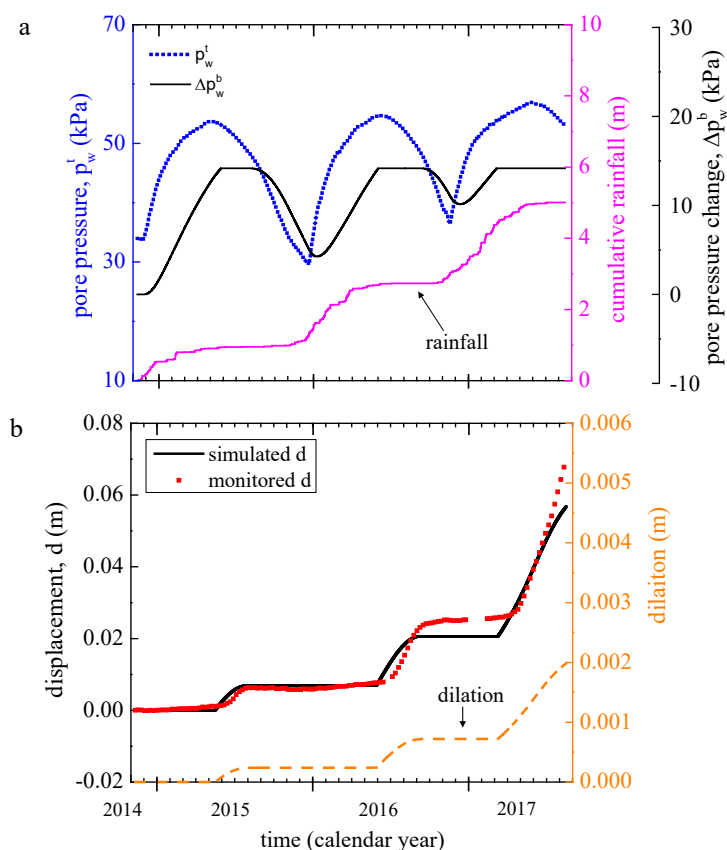 a
70
50
30
10
pore pressure, p_w^t (kPa)
p_w^t
Δp_w^b
rainfall
10
8
6
4
2
0
cumulative rainfall (m)
30
20
10
0
-10
pore pressure change, Δp_w^b (kPa)
b
0.08
0.06
0.04
0.02
0.00
-0.02
displacement, d (m)
simulated d
monitored d
dilation
0.006
0.005
0.004
0.003
0.002
0.001
0.000
dilaiton (m)
2014 2015 2016 2017
time (calendar year)